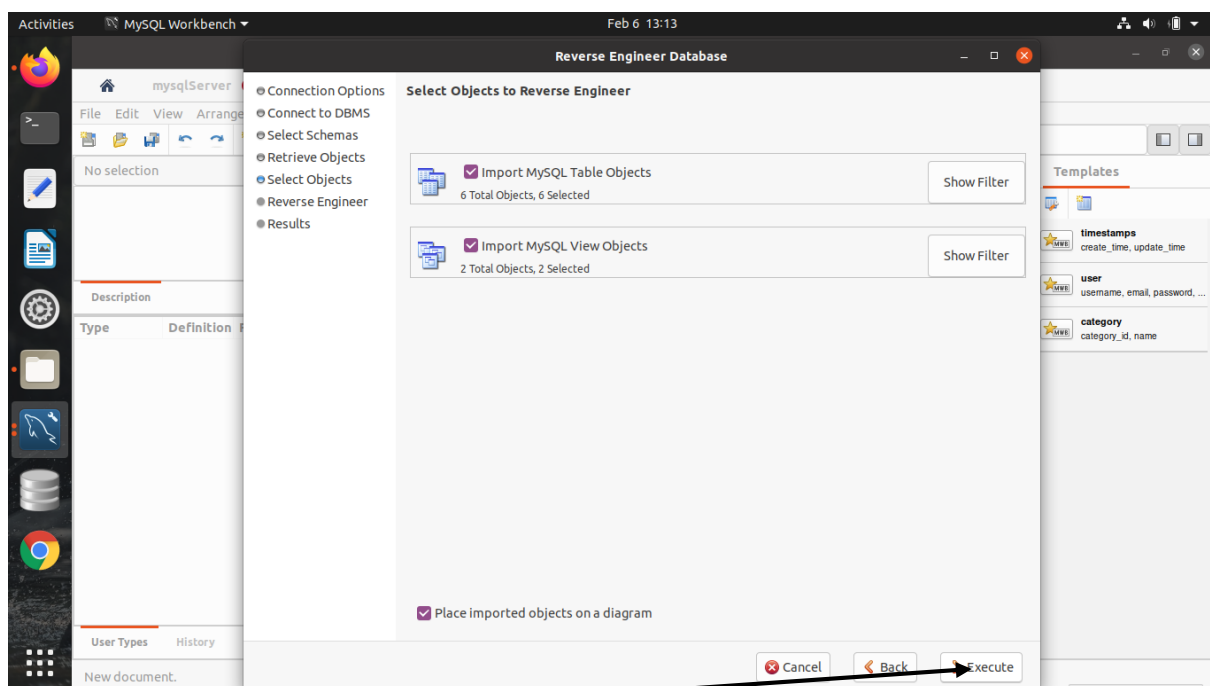 Activities MySQL Workbench Feb 6 13:13
Reverse Engineer Database
mysqlServer
File Edit View Arrange
No selection
Description
Type Definition
User Types History
New document.
Connection Options
Connect to DBMS
Select Schemas
Retrieve Objects
Select Objects
Reverse Engineer
Results
Select Objects to Reverse Engineer
Import MySQL Table Objects
6 Total Objects, 6 Selected
Show Filter
Import MySQL View Objects
2 Total Objects, 2 Selected
Show Filter
Place imported objects on a diagram
Cancel Back Execute
Templates
timestamps
create_time, update_time
user
username, email, password, ...
category
category_id, name